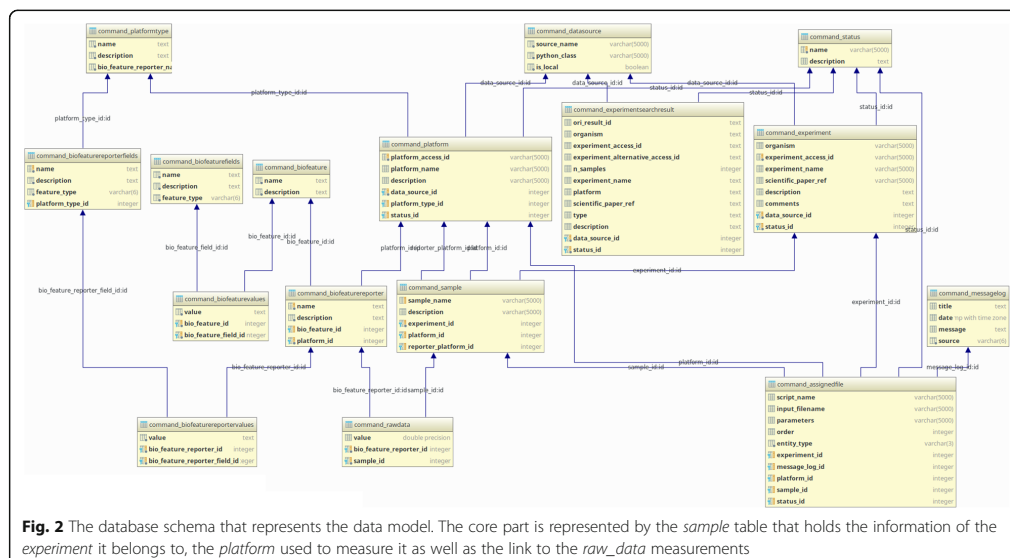 command_platformtype
name text
description text
bio_feature_reporter_na
command_datasource
source_name varchar(5000)
python_class varchar(5000)
is_local boolean
command_status
name varchar(5000)
description text
data_source_id:id
data_source_id:id
data_source_id:id
status_id:id
status_id:id
status_id:id
platform_type_id:id
platform_type_id:id
command_biofeaturereporterfields
name text
description text
feature_type varchar(6)
platform_type_id integer
command_biofeaturefields
name text
description text
feature_type varchar(6)
command_biofeature
name text
description text
command_platform
platform_access_id varchar(5000)
platform_name varchar(5000)
description varchar(5000)
data_source_id integer
platform_type_id integer
status_id integer
command_experimentsearchresult
ori_result_id text
organism text
experiment_access_id text
experiment_alternative_access_id text
n_samples integer
experiment_name text
platform text
scientific_paper_ref text
type text
description text
data_source_id integer
status_id integer
command_experiment
organism varchar(5000)
experiment_access_id varchar(5000)
experiment_name varchar(5000)
scientific_paper_ref varchar(5000)
description text
comments text
data_source_id integer
status_id integer
status_id:id
bio_feature_field_id:id
bio_feature_id:id
bio_feature_id:id
platform_id:id
reporter_platform_id:id
platform_id:id
experiment_id:id
bio_feature_reporter_field_id:id
command_biofeaturevalues
value text
bio_feature_id integer
bio_feature_field_id nteger
command_biofeaturereporter
name text
description text
bio_feature_id integer
platform_id integer
command_sample
sample_name varchar(5000)
description varchar(5000)
experiment_id integer
platform_id integer
reporter_platform_id integer
experiment_id:id
command_messagelog
title text
date np with time zone
message text
source varchar(6)
bio_feature_reporter_id:id
bio_feature_reporter_id:id
sample_id:id
sample_id:id
platform_id:id
message_log_id:id
command_biofeaturereportervalues
value text
bio_feature_reporter_id integer
bio_feature_reporter_field_id eger
command_rawdata
value double precision
bio_feature_reporter_id integer
sample_id integer
command_assignedfile
script_name varchar(5000)
input_filename varchar(5000)
parameters varchar(5000)
order integer
entity_type varchar(3)
experiment_id integer
message_log_id integer
platform_id integer
sample_id integer
status_id integer
Fig. 2 The database schema that represents the data model. The core part is represented by the sample table that holds the information of the
experiment it belongs to, the platform used to measure it as well as the link to the raw_data measurements